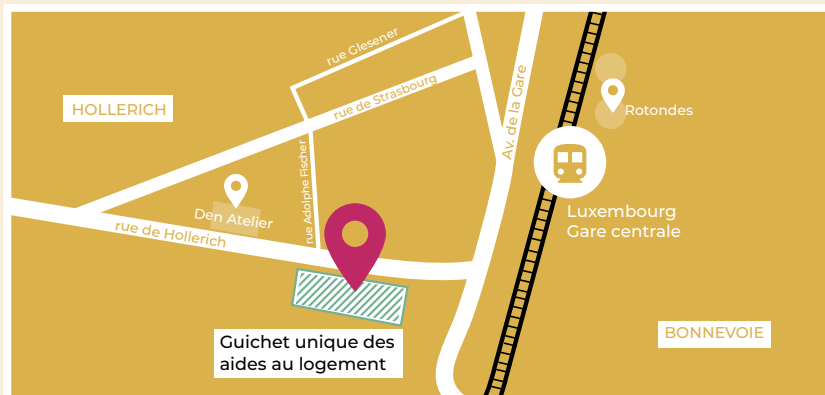 rue Glesener
Av. de la Gare
rue de Strasbourg
HOLLERICH
Rotondes
rue Adolphe Fischer
Den Atelier
rue de Hollerich
Luxembourg
Gare centrale
BONNEVOIE
Guichet unique des
aides au logement